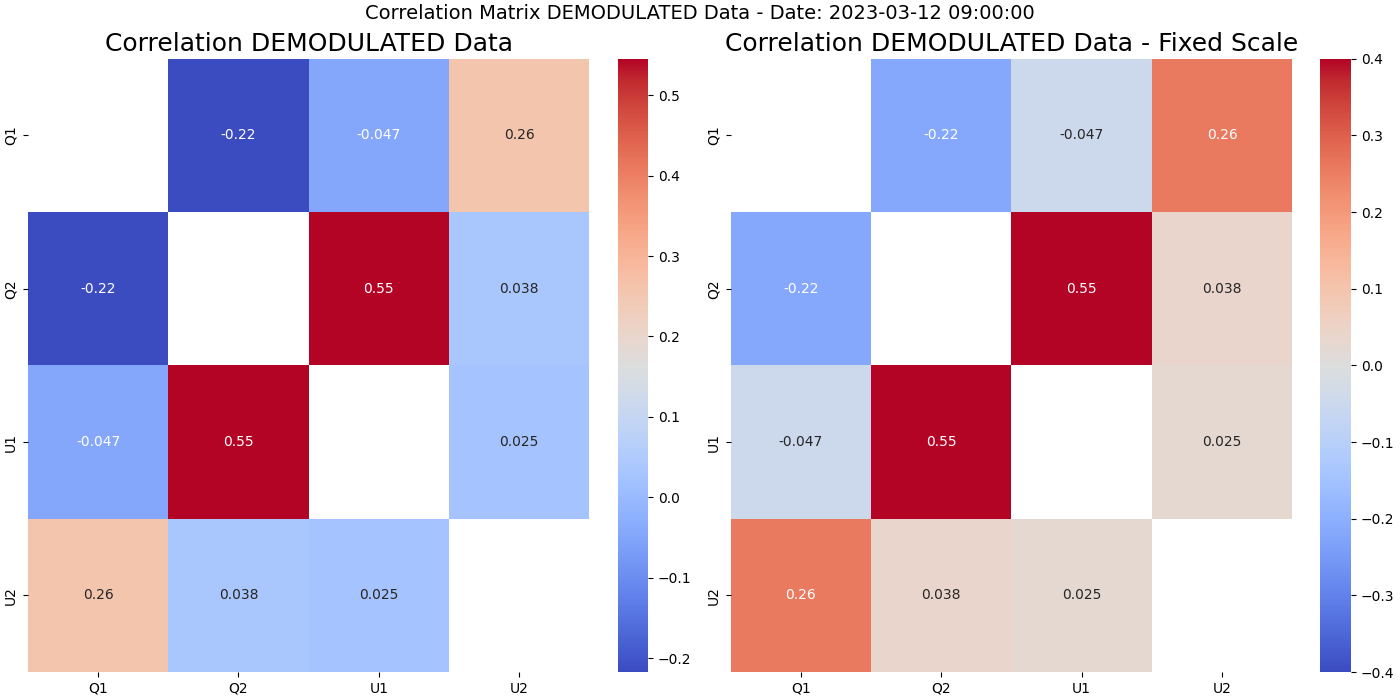 Correlation Matrix DEMODULATED Data - Date: 2023-03-12 09:00:00
Correlation DEMODULATED Data
Q1 -0.22 -0.047 0.26
Q2 -0.22 0.55 0.038
U1 -0.047 0.55 0.025
U2 0.26 0.038 0.025
Q1 Q2 U1 U2
0.5
0.4
0.3
0.2
0.1
0.0
−0.1
−0.2
Correlation DEMODULATED Data - Fixed Scale
Q1 -0.22 -0.047 0.26
Q2 -0.22 0.55 0.038
U1 -0.047 0.55 0.025
U2 0.26 0.038 0.025
Q1 Q2 U1 U2
0.4
0.3
0.2
0.1
0.0
−0.1
−0.2
−0.3
−0.4